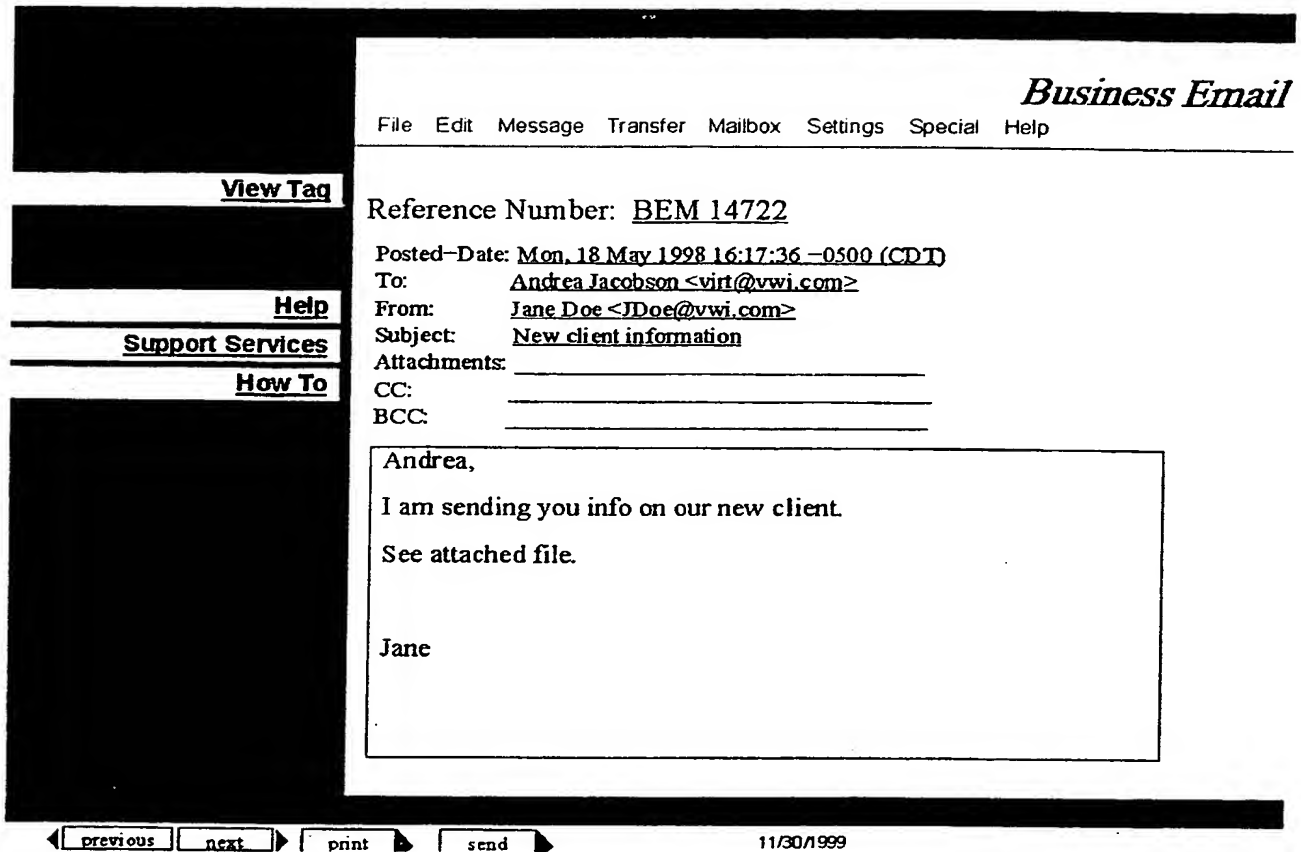 Business Email
File Edit Message Transfer Mailbox Settings Special Help
View Tag
Reference Number: BEM 14722
Posted-Date: Mon, 18 May 1998 16:17:36 -0500 (CDT)
To: Andrea Jacobson <virt@vwi.com>
Help
From: Jane Doe <JDoe@vwi.com>
Support Services
Subject: New client information
Attachments:
How To
CC:
BCC:
Andrea,
I am sending you info on our new client.
See attached file.
Jane
previous next print send 11/30/1999